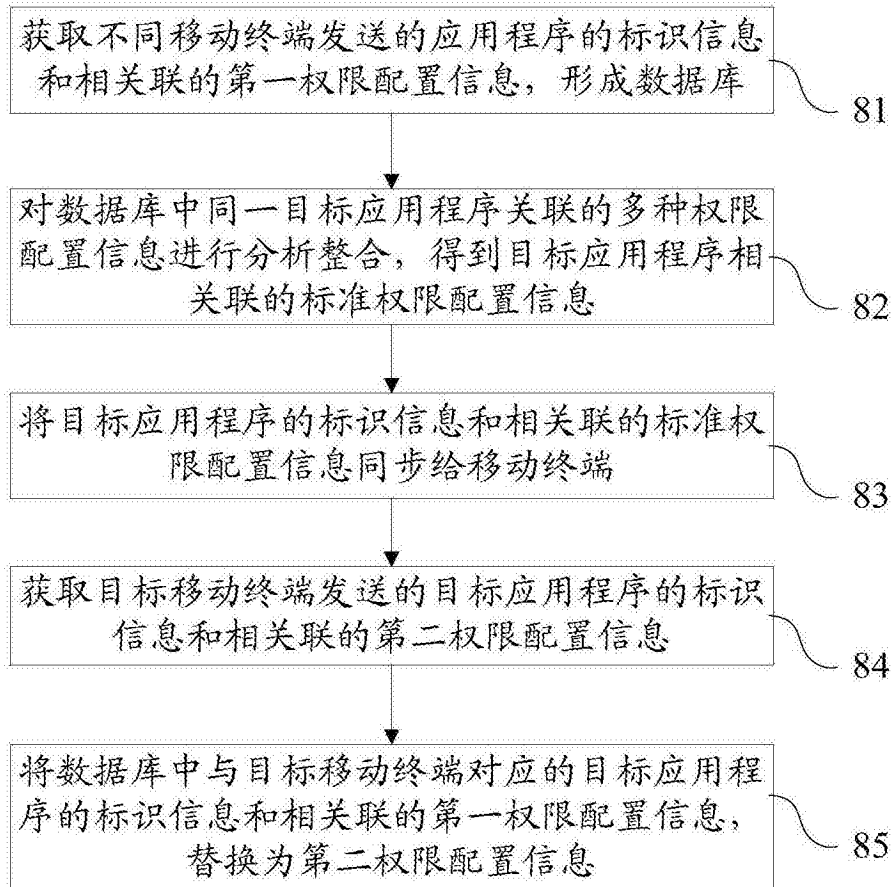 获取不同移动终端发送的应用程序的标识信息
和相关联的第一权限配置信息，形成数据库
81
对数据库中同一目标应用程序关联的多种权限
配置信息进行分析整合，得到目标应用程序相
关联的标准权限配置信息
82
将目标应用程序的标识信息和相关联的标准权
限配置信息同步给移动终端
83
获取目标移动终端发送的目标应用程序的标识
信息和相关联的第二权限配置信息
84
将数据库中与目标移动终端对应的目标应用程
序的标识信息和相关联的第一权限配置信息，
替换为第二权限配置信息
85